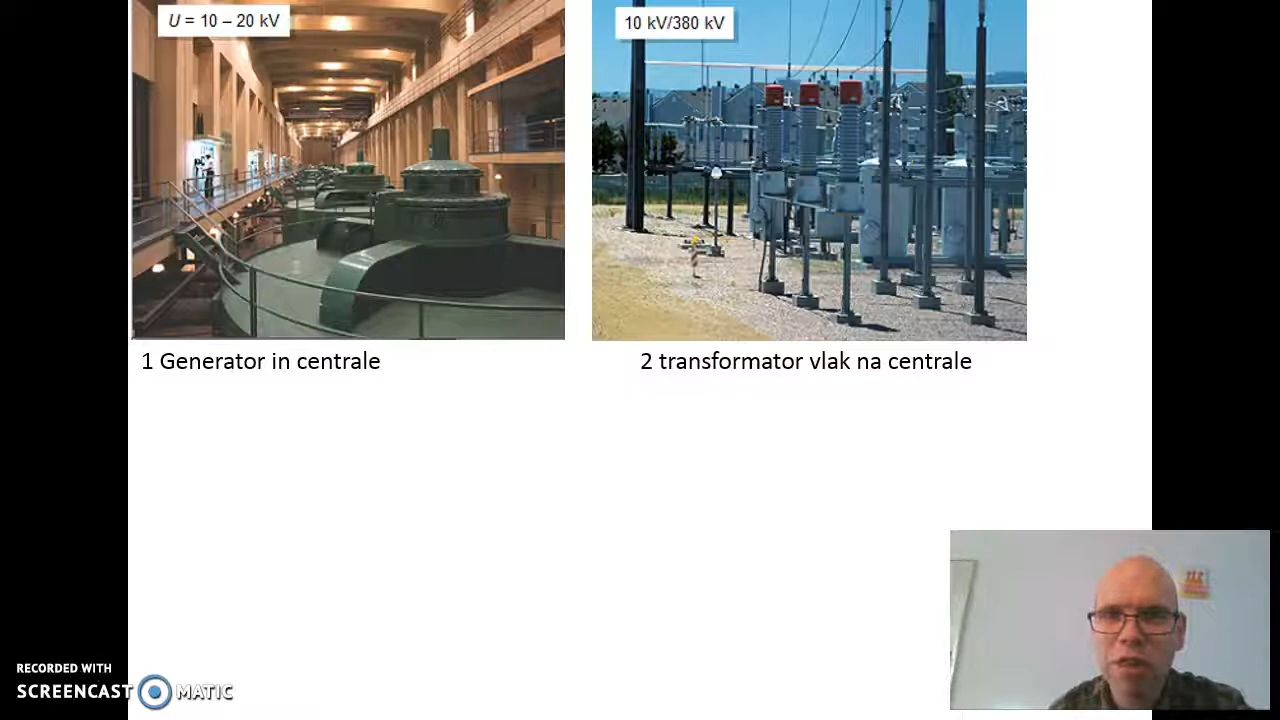 U = 10 – 20 kV
10 kV/380 kV
1 Generator in centrale
2 transformator vlak na centrale
RECORDED WITH
SCREENCAST MATIC